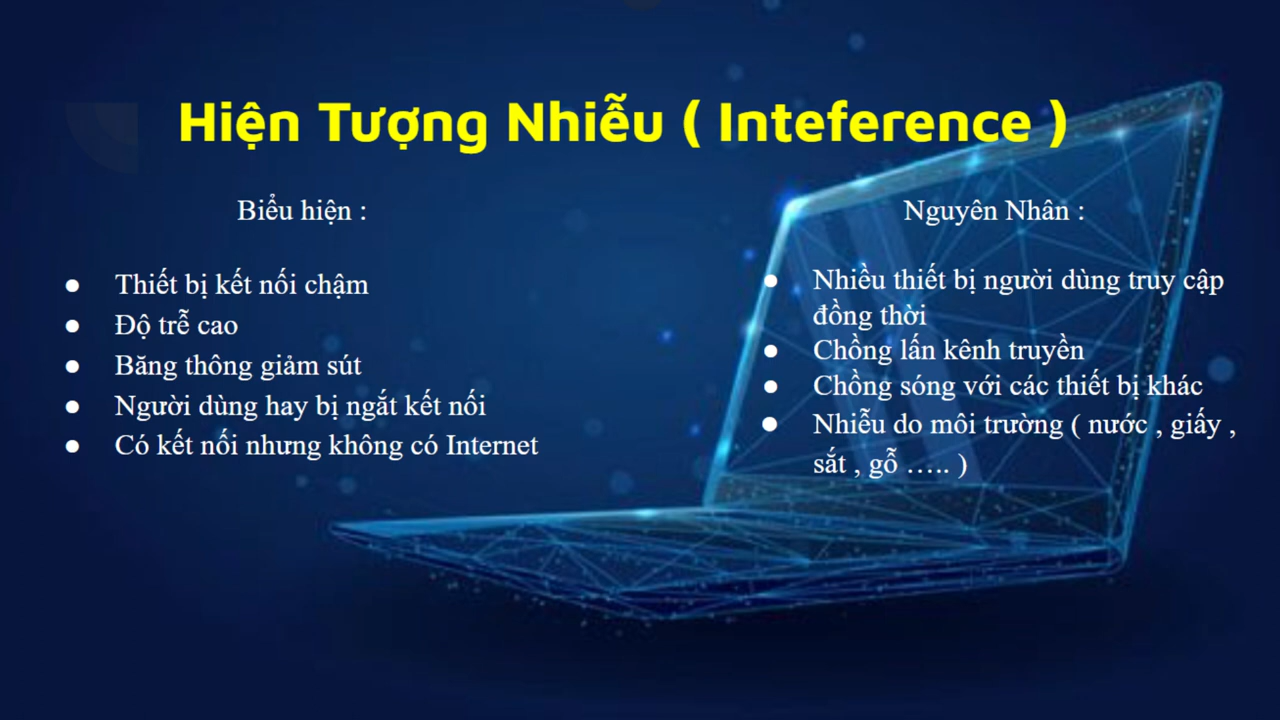 Hiện Tượng Nhiễu ( Inteference )
Biểu hiện :
● Thiết bị kết nối chậm
● Độ trễ cao
● Băng thông giảm sút
● Người dùng hay bị ngắt kết nối
● Có kết nối nhưng không có Internet
Nguyên Nhân :
● Nhiều thiết bị người dùng truy cập
đồng thời
● Chồng lấn kênh truyền
● Chồng sóng với các thiết bị khác
● Nhiễu do môi trường ( nước , giấy ,
sắt , gỗ ….. )